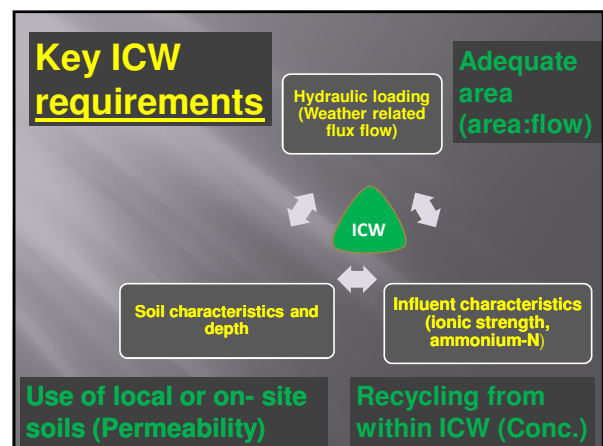 Key ICW
requirements
Adequate
area
(area:flow)
Hydraulic loading
(Weather related
flux flow)
ICW
Soil characteristics and
depth
Influent characteristics
(ionic strength,
ammonium-N)
Use of local or on- site
soils (Permeability)
Recycling from
within ICW (Conc.)